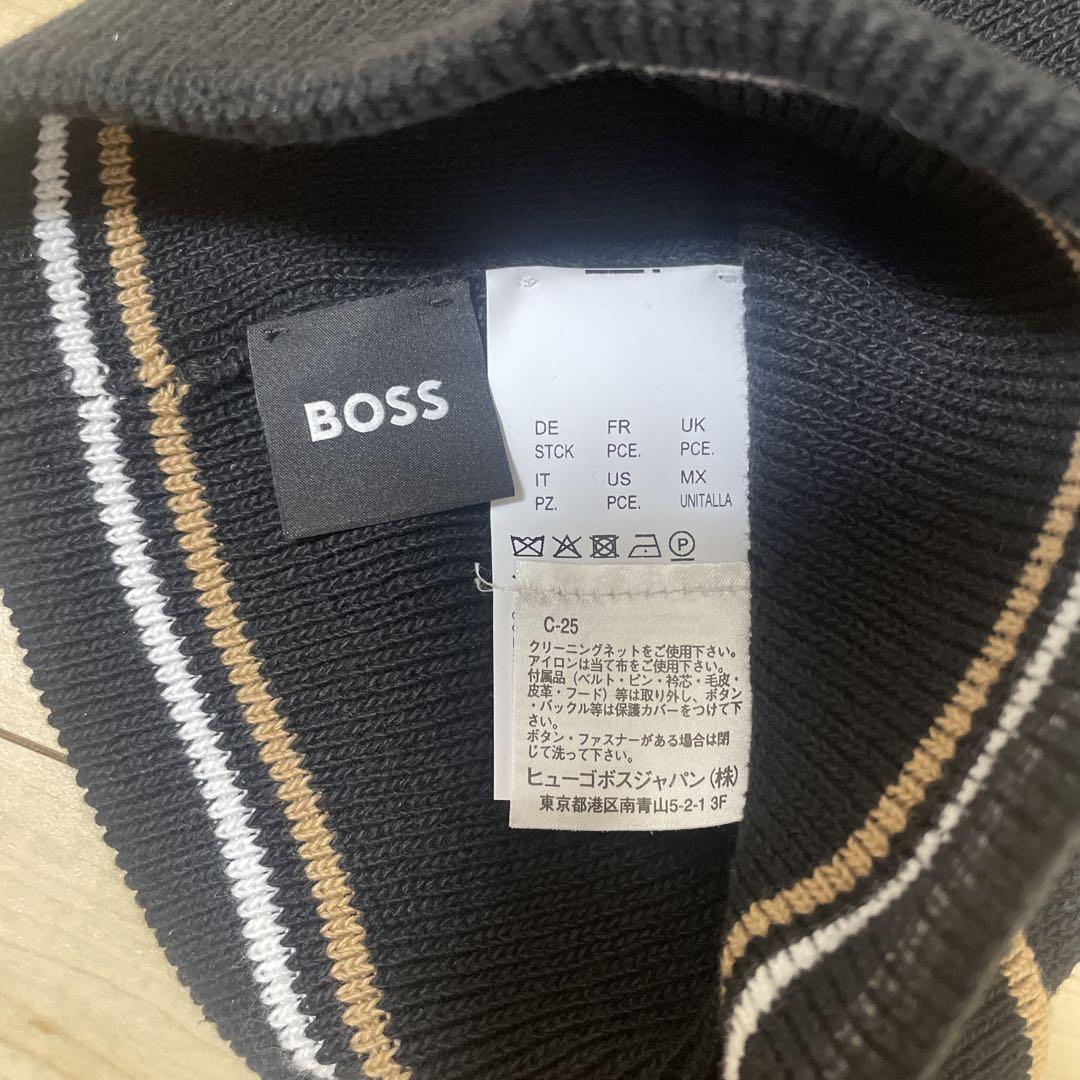 BOSS
DE FR UK
STCK PCE. PCE.
IT US MX
PZ. PCE. UNITALLA
P
C-25
クリーニングネットをご使用下さい。
アイロンは当て布をご使用下さい。
付属品（ベルト・ピン・衿芯・毛皮・
皮革・フード）等は取り外し、ボタン
・バックル等は保護カバーをつけて下
さい。
ボタン・ファスナーがある場合は閉
じて洗って下さい。
ヒューゴボスジャパン（株）
東京都港区南青山5-2-1 3F